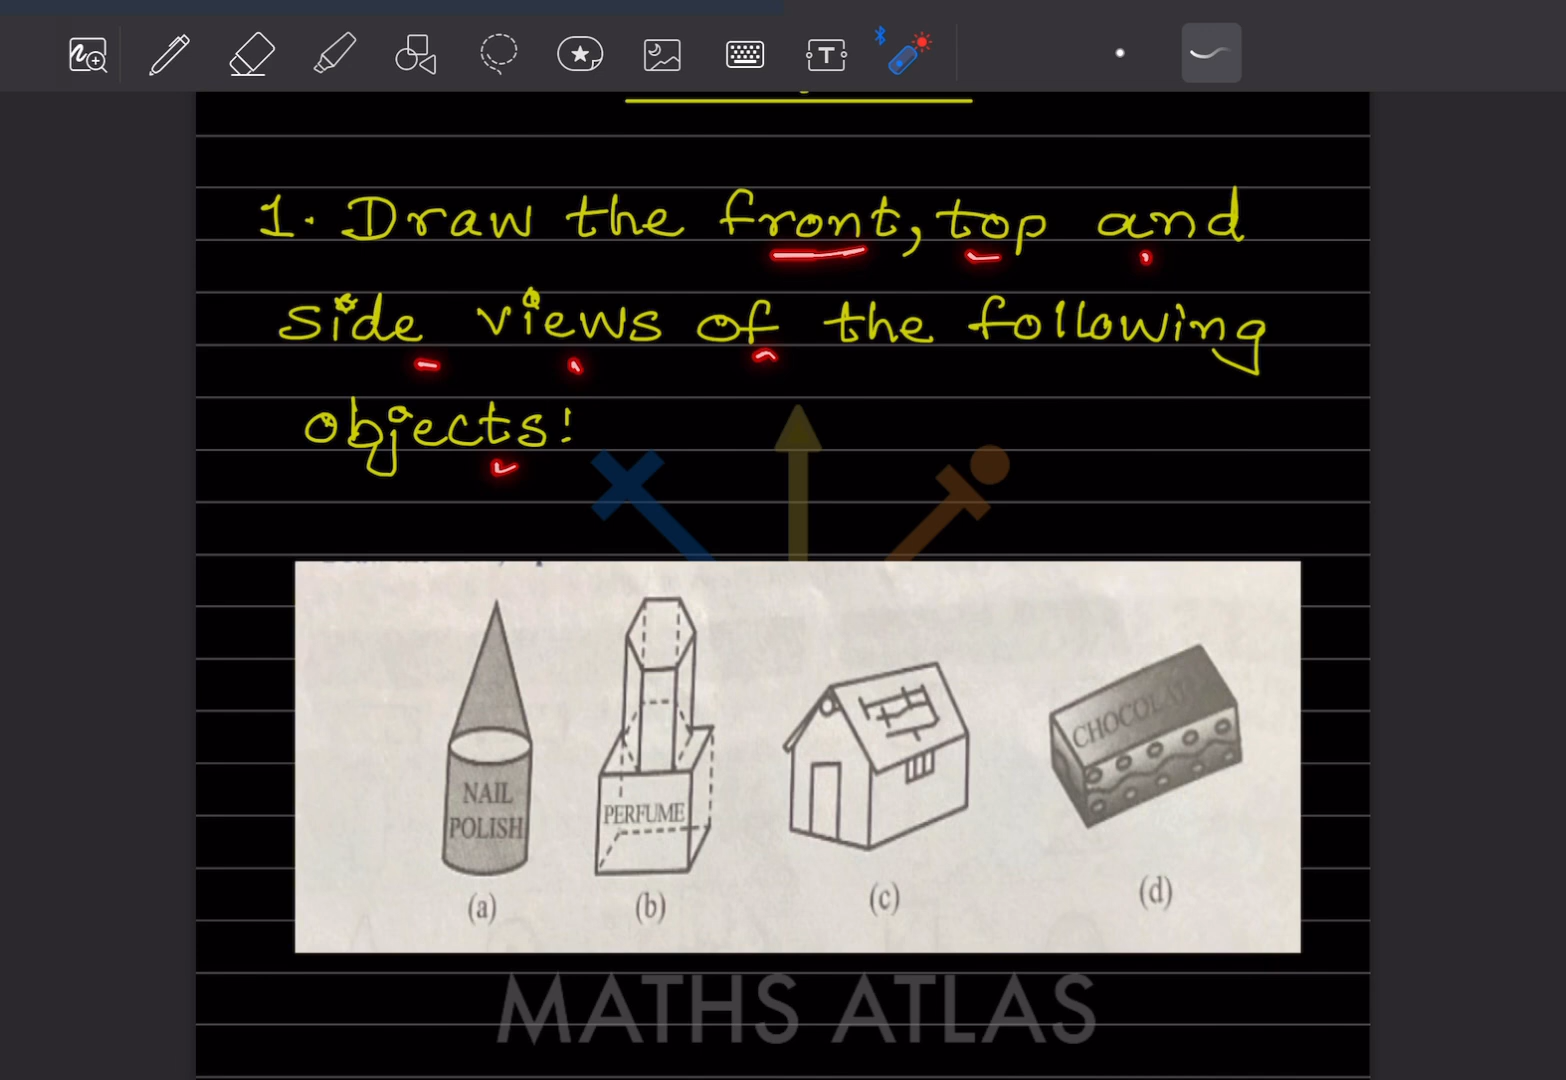 1. Draw the front, top and
side views of the following
objects!
NAIL
POLISH
PERFUME
CHOCOLATE
(a)
(b)
(c)
(d)
MATHS ATLAS